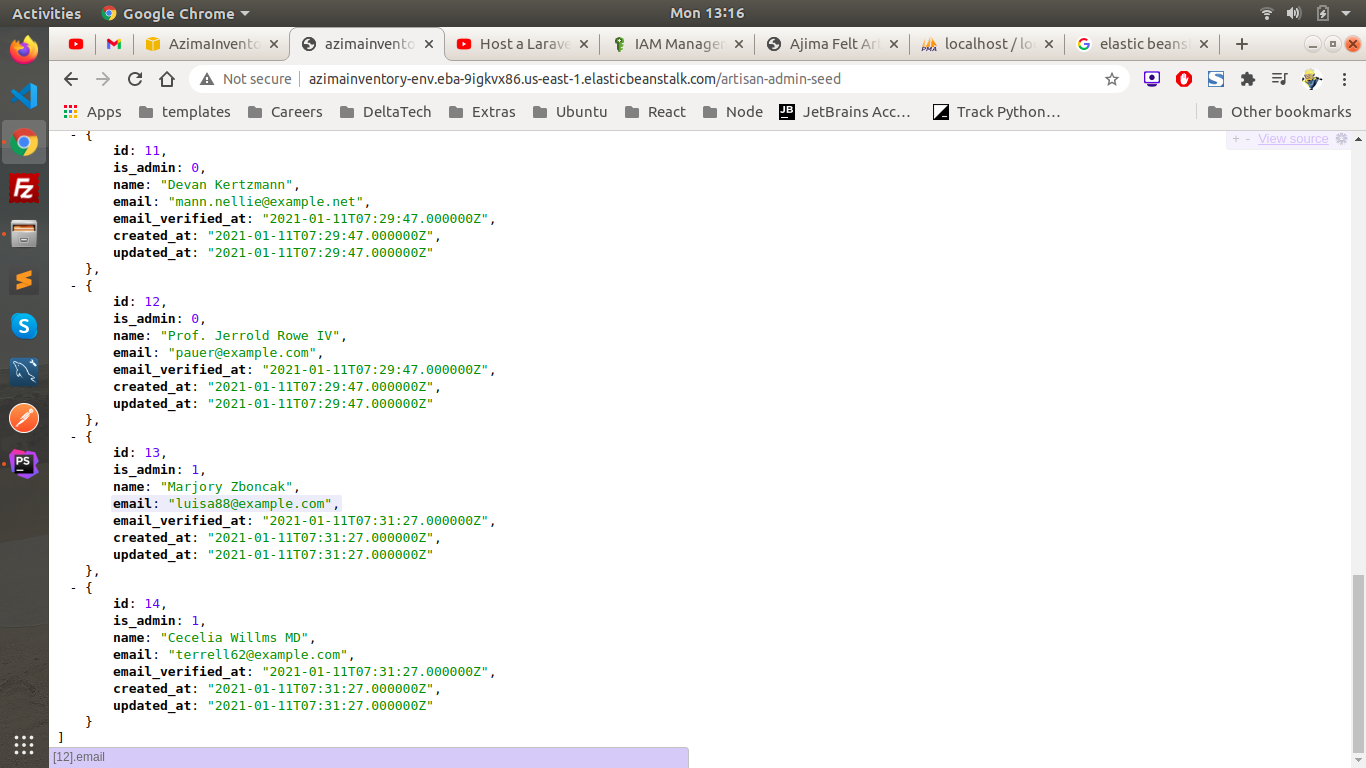 Activities
Google Chrome
Mon 13:16
AzimaInvento
azimainvento
Host a Larave
IAM Manager
Ajima Felt Art
localhost / lo
elastic beanst
Not secure
azimainventory-env.eba-9igkvx86.us-east-1.elasticbeanstalk.com/artisan-admin-seed
Apps
templates
Careers
DeltaTech
Extras
Ubuntu
React
Node
JetBrains Acc...
Track Python...
Other bookmarks
+ - View source
- {
id: 11,
is_admin: 0,
name: "Devan Kertzmann",
email: "mann.nellie@example.net",
email_verified_at: "2021-01-11T07:29:47.000000Z",
created_at: "2021-01-11T07:29:47.000000Z",
updated_at: "2021-01-11T07:29:47.000000Z"
},
- {
id: 12,
is_admin: 0,
name: "Prof. Jerrold Rowe IV",
email: "pauer@example.com",
email_verified_at: "2021-01-11T07:29:47.000000Z",
created_at: "2021-01-11T07:29:47.000000Z",
updated_at: "2021-01-11T07:29:47.000000Z"
},
- {
id: 13,
is_admin: 1,
name: "Marjory Zboncak",
email: "luisa88@example.com",
email_verified_at: "2021-01-11T07:31:27.000000Z",
created_at: "2021-01-11T07:31:27.000000Z",
updated_at: "2021-01-11T07:31:27.000000Z"
},
- {
id: 14,
is_admin: 1,
name: "Cecelia Willms MD",
email: "terrell62@example.com",
email_verified_at: "2021-01-11T07:31:27.000000Z",
created_at: "2021-01-11T07:31:27.000000Z",
updated_at: "2021-01-11T07:31:27.000000Z"
}
]
[12].email